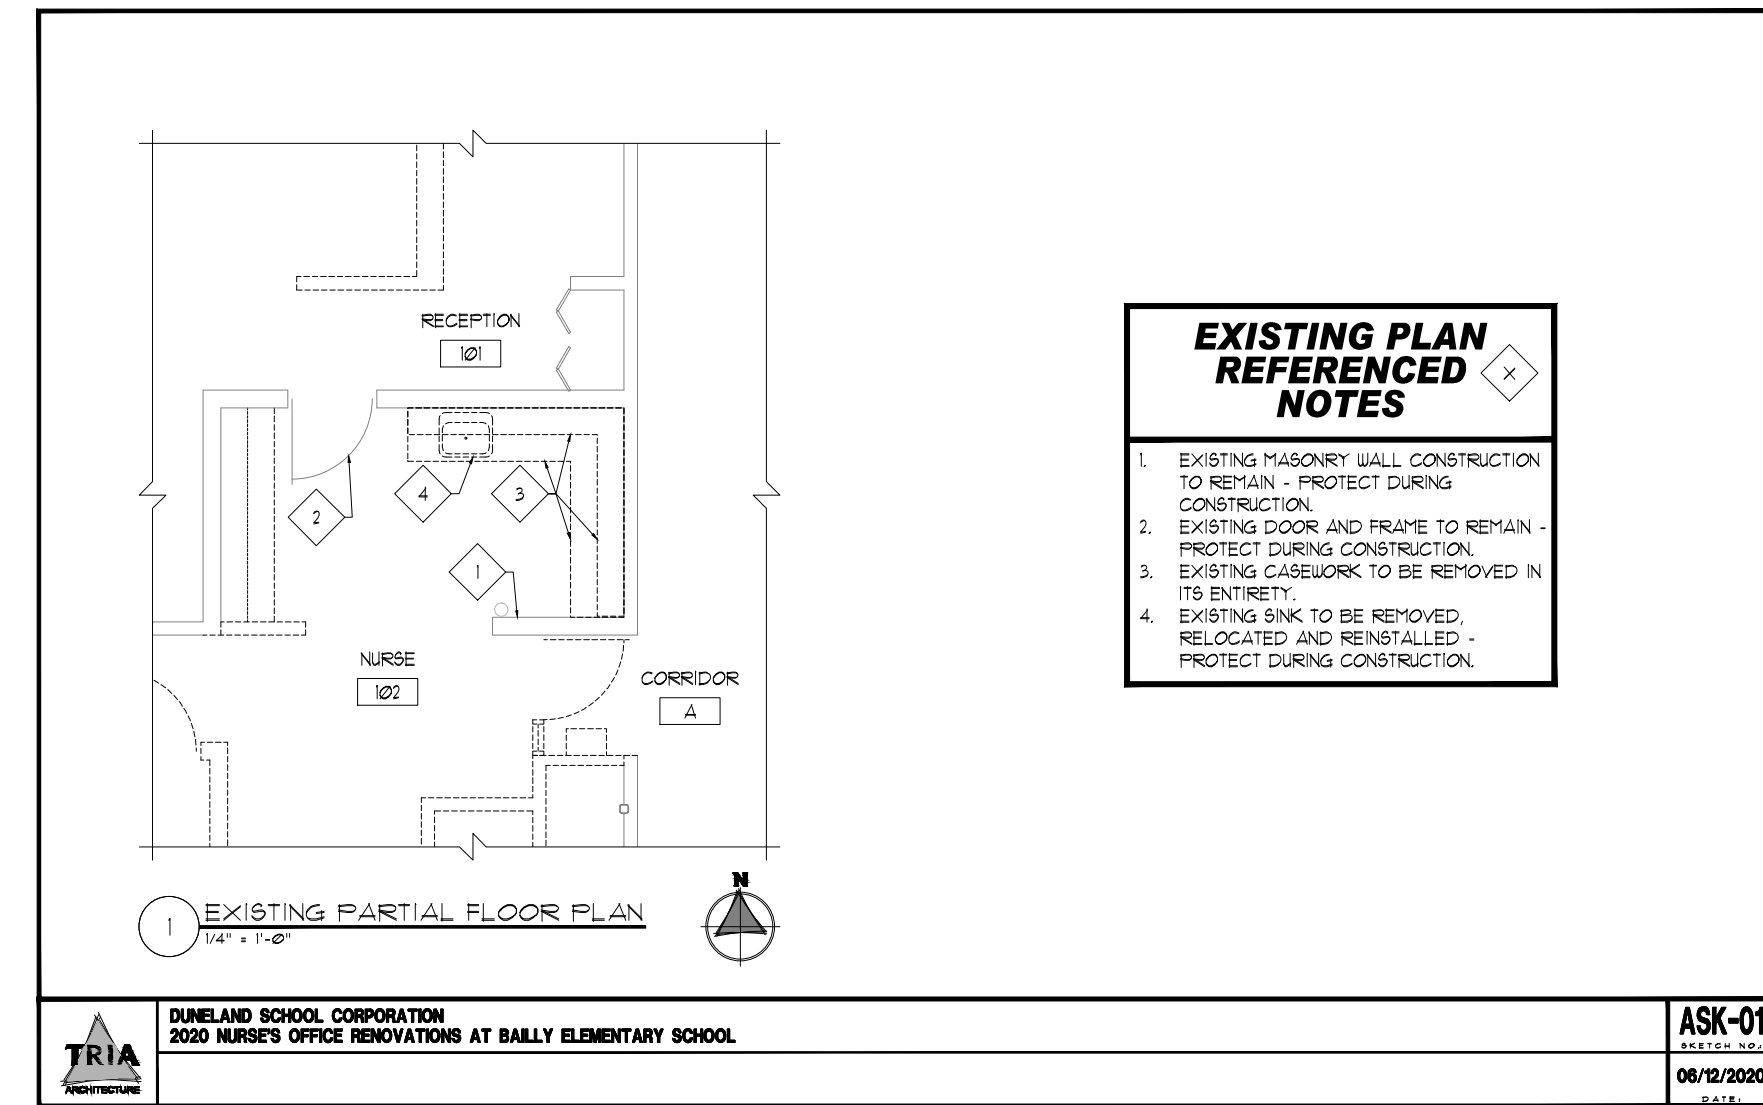 RECEPTION
101
2
4
3
1
NURSE
102
CORRIDOR
A
1
EXISTING PARTIAL FLOOR PLAN
1/4" = 1'-0"
N
EXISTING PLAN
REFERENCED
NOTES
X
1. EXISTING MASONRY WALL CONSTRUCTION
TO REMAIN - PROTECT DURING
CONSTRUCTION.
2. EXISTING DOOR AND FRAME TO REMAIN -
PROTECT DURING CONSTRUCTION.
3. EXISTING CASEWORK TO BE REMOVED IN
ITS ENTIRETY.
4. EXISTING SINK TO BE REMOVED,
RELOCATED AND REINSTALLED -
PROTECT DURING CONSTRUCTION.
TRIA
ARCHITECTURE
DUNELAND SCHOOL CORPORATION
2020 NURSE'S OFFICE RENOVATIONS AT BAILLY ELEMENTARY SCHOOL
ASK-01
SKETCH NO.:
06/12/2020
DATE: